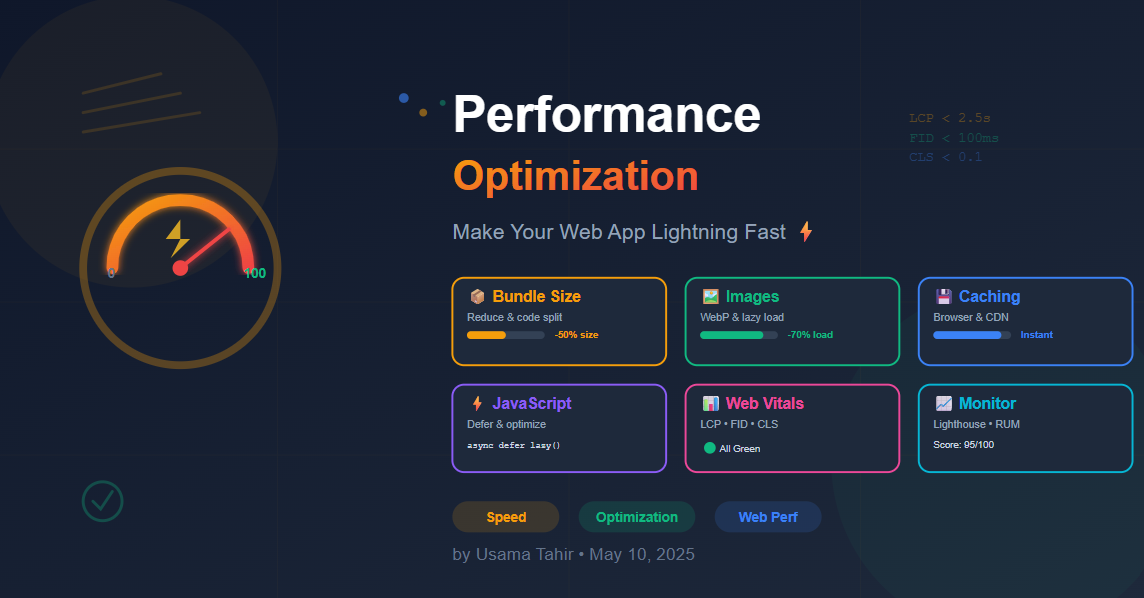 Performance
Optimization
Make Your Web App Lightning Fast ⚡
LCP < 2.5s
FID < 100ms
CLS < 0.1
0
100
📦 Bundle Size
Reduce & code split
-50% size
🖼️ Images
WebP & lazy load
-70% load
💾 Caching
Browser & CDN
Instant
⚡ JavaScript
Defer & optimize
async defer lazy()
📊 Web Vitals
LCP • FID • CLS
All Green
📈 Monitor
Lighthouse • RUM
Score: 95/100
Speed
Optimization
Web Perf
by Usama Tahir • May 10, 2025